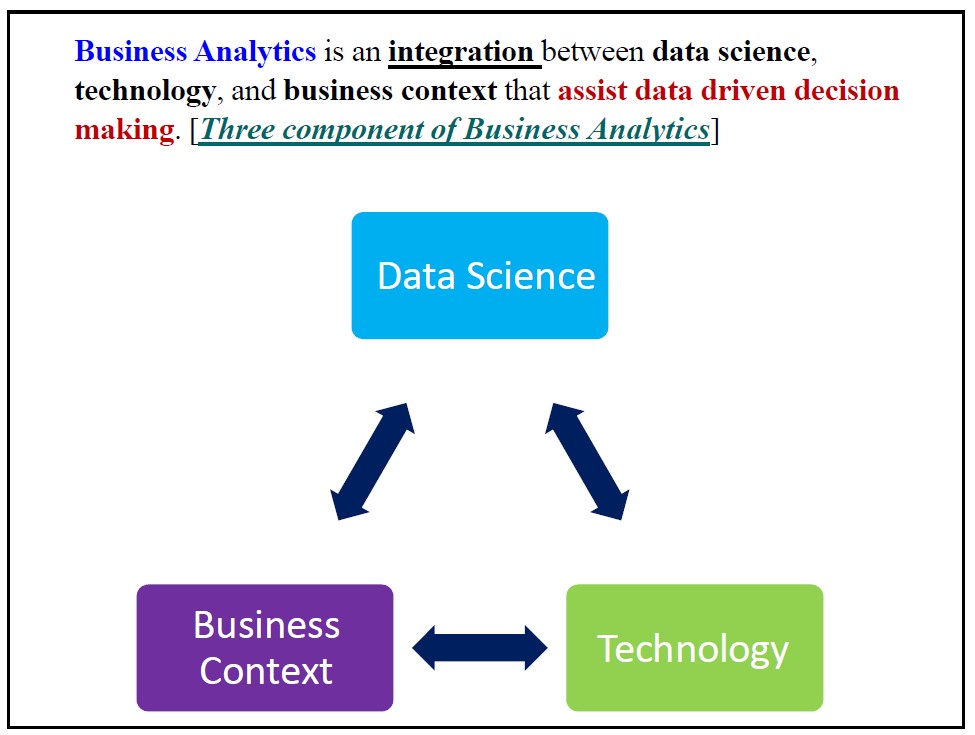 Business Analytics is an integration between data science,
technology, and business context that assist data driven decision
making. [Three component of Business Analytics]
Data Science
Business
Context
Technology